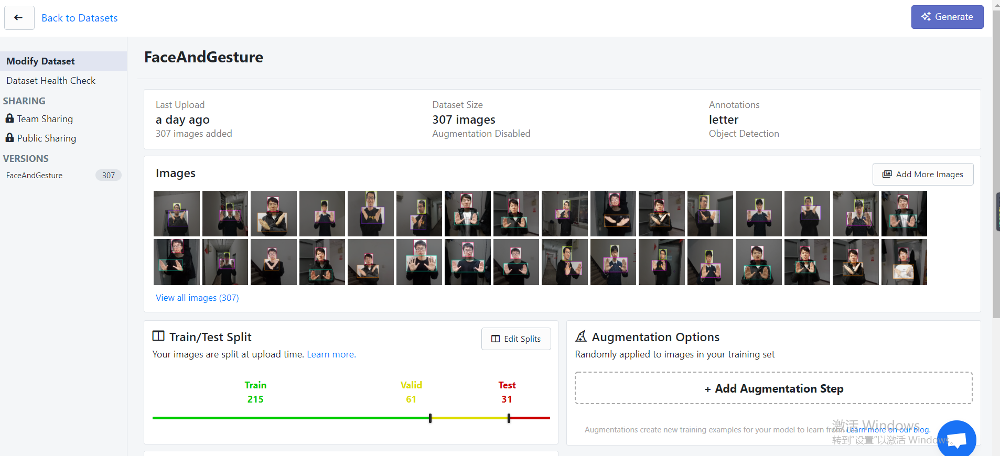 Back to Datasets
Generate
Modify Dataset
Dataset Health Check
SHARING
Team Sharing
Public Sharing
VERSIONS
FaceAndGesture 307
FaceAndGesture
Last Upload
a day ago
307 images added
Dataset Size
307 images
Augmentation Disabled
Annotations
letter
Object Detection
Images
Add More Images
View all images (307)
Train/Test Split
Edit Splits
Your images are split at upload time. Learn more.
Train
215
Valid
61
Test
31
Augmentation Options
Randomly applied to images in your training set
+ Add Augmentation Step
Augmentations create new training examples for your model to learn from. Learn more on our blog.
激活 Windows
转到“设置”以激活 Windows。